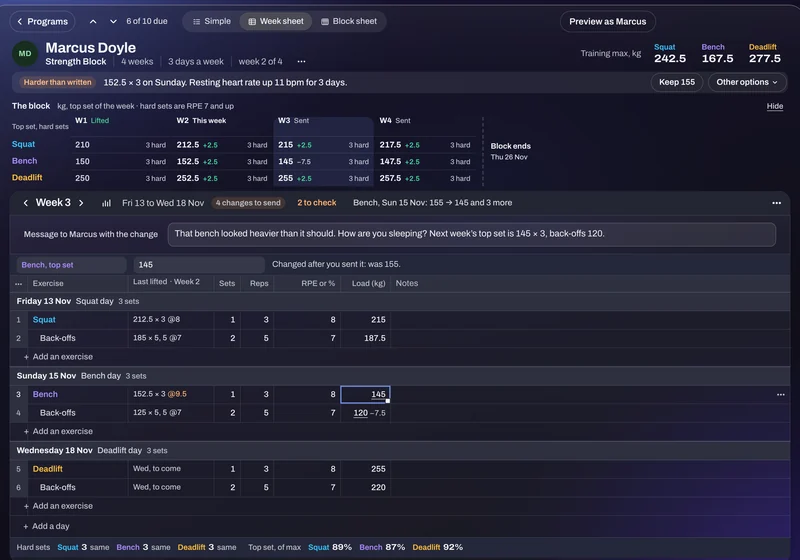 Programs 6 of 10 due Simple Week sheet Block sheet Preview as Marcus
MD Marcus Doyle
Strength Block 4 weeks 3 days a week week 2 of 4 ...
Training max, kg Squat 242.5 Bench 167.5 Deadlift 277.5
Harder than written 152.5 × 3 on Sunday. Resting heart rate up 11 bpm for 3 days. Keep 155 Other options
The block kg, top set of the week · hard sets are RPE 7 and up Hide
Top set, hard sets W1 Lifted W2 This week W3 Sent W4 Sent
Squat 210 3 hard 212.5 +2.5 3 hard 215 +2.5 3 hard 217.5 +2.5 3 hard
Bench 150 3 hard 152.5 +2.5 3 hard 145 −7.5 3 hard 147.5 +2.5 3 hard
Deadlift 250 3 hard 252.5 +2.5 3 hard 255 +2.5 3 hard 257.5 +2.5 3 hard
Block ends
Thu 26 Nov
Week 3 Fri 13 to Wed 18 Nov 4 changes to send 2 to check Bench, Sun 15 Nov: 155 → 145 and 3 more ...
Message to Marcus with the change That bench looked heavier than it should. How are you sleeping? Next week's top set is 145 × 3, back-offs 120.
Bench, top set 145 Changed after you sent it: was 155.
... Exercise Last lifted · Week 2 Sets Reps RPE or % Load (kg) Notes
Friday 13 Nov Squat day 3 sets
1 Squat 212.5 × 3 @8 1 3 8 215
2 Back-offs 185 × 5, 5 @7 2 5 7 187.5
+ Add an exercise
Sunday 15 Nov Bench day 3 sets
3 Bench 152.5 × 3 @9.5 1 3 8 145 ...
4 Back-offs 125 × 5, 5 @7 2 5 7 120 −7.5
+ Add an exercise
Wednesday 18 Nov Deadlift day 3 sets
5 Deadlift Wed, to come 1 3 8 255
6 Back-offs Wed, to come 2 5 7 220
+ Add an exercise
+ Add a day
Hard sets Squat 3 same Bench 3 same Deadlift 3 same Top set, of max Squat 89% Bench 87% Deadlift 92%